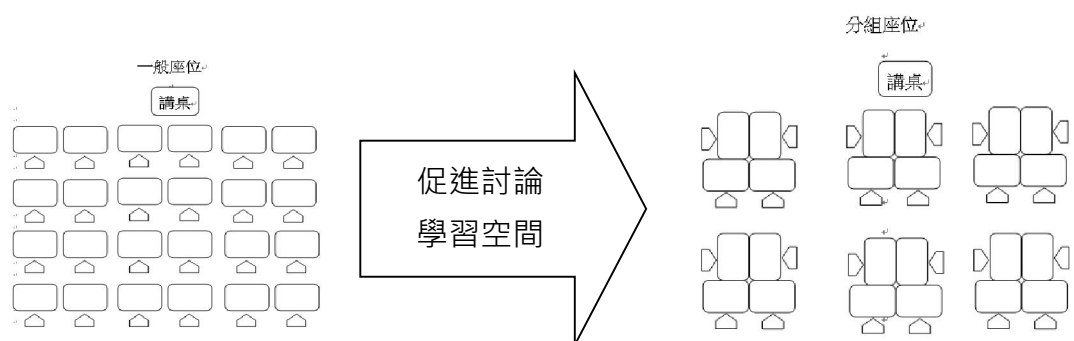 一般座位
講桌
促進討論
學習空間
分組座位
講桌